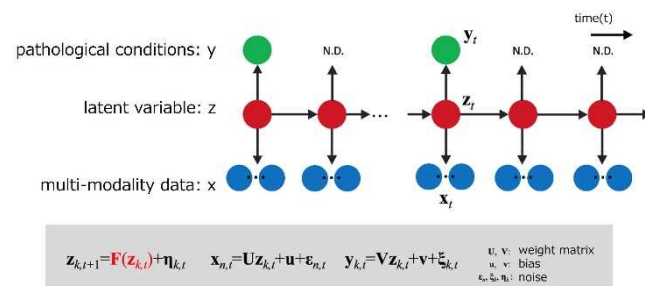 time(t)
pathological conditions: y
N.D.
y_t
N.D.
N.D.
latent variable: z
...
z_t
multi-modality data: x
x_t
z_{k,t+1}=F(z_{k,t})+η_{k,t} x_{n,t}=Uz_{k,t}+u+ε_{n,t} y_{k,t}=Vz_{k,t}+v+ξ_{k,t}
U, V: weight matrix
u, v: bias
ε_n, ξ_k, η_k: noise